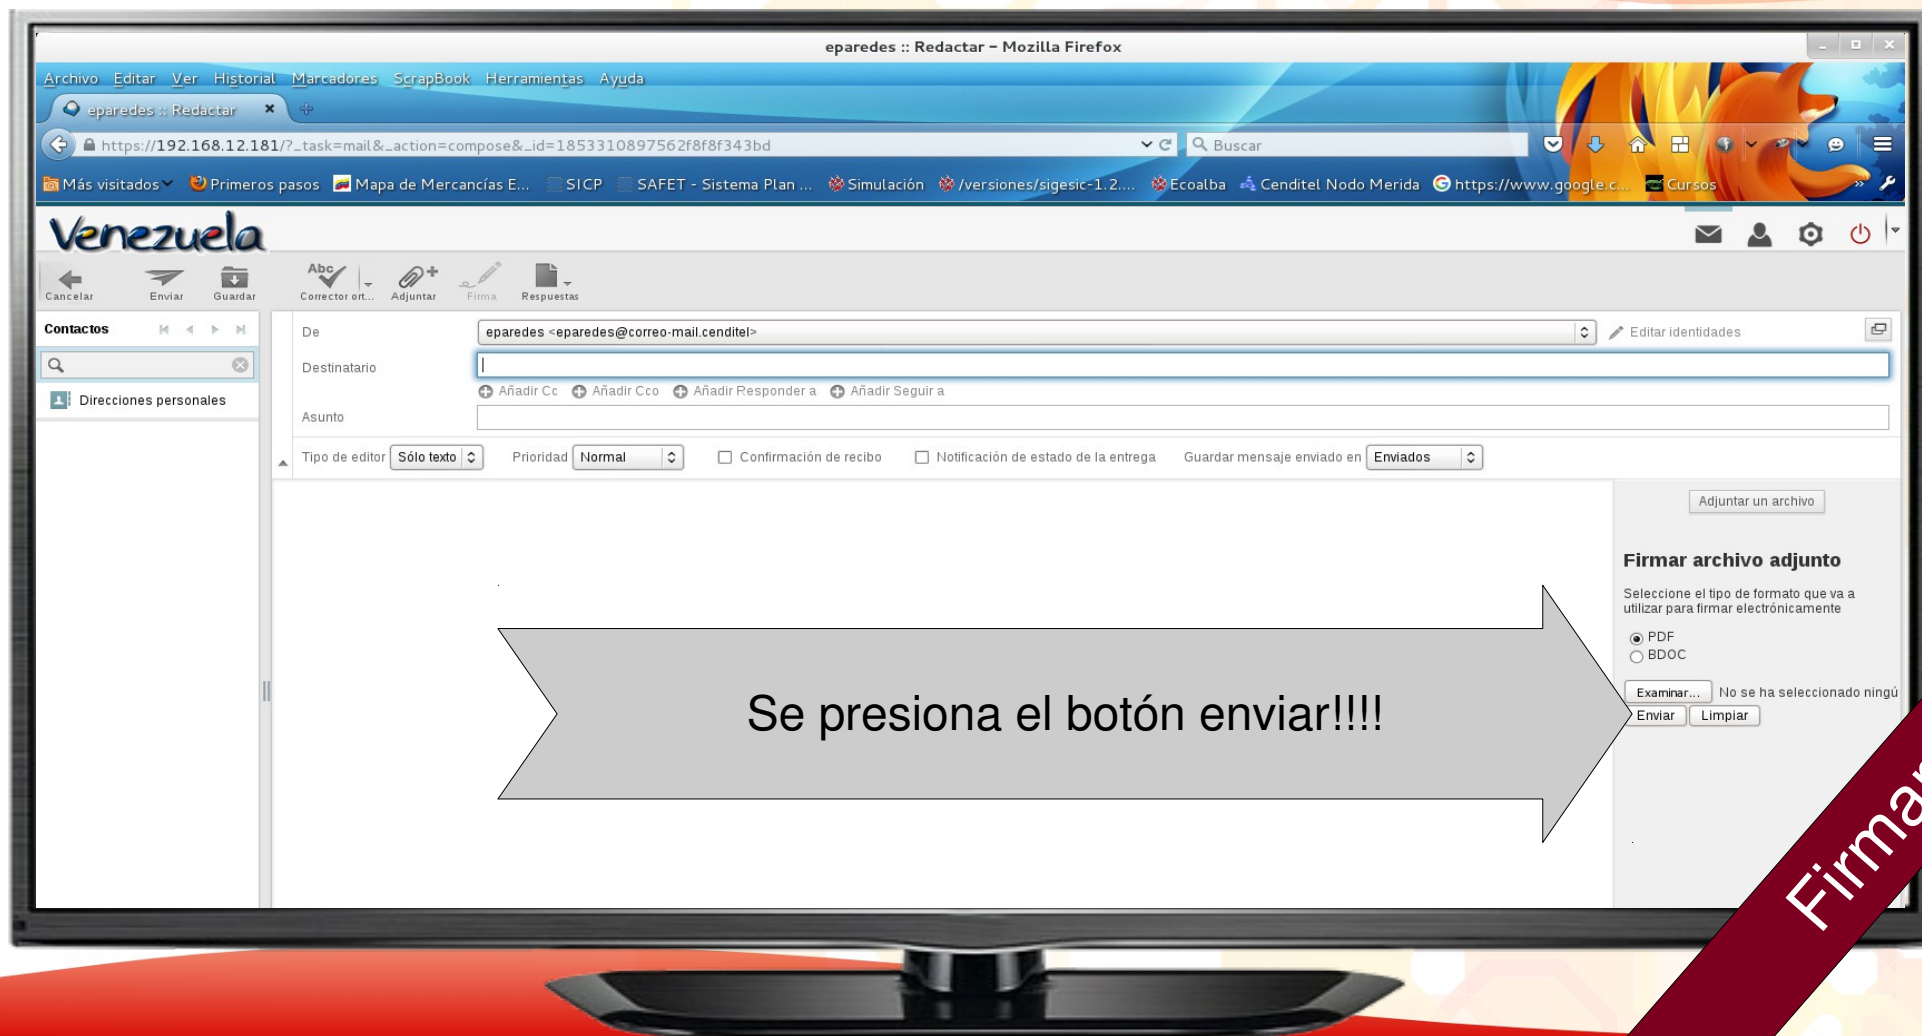 eparedes :: Redactar – Mozilla Firefox
Archivo Editar Ver Historial Marcadores ScrapBook Herramientas Ayuda
eparedes :: Redactar
https://192.168.12.181/?_task=mail&_action=compose&_id=1853310897562f8f8f343bd
Buscar
Más visitados Primeros pasos Mapa de Mercancías E... SICP SAFET - Sistema Plan ... Simulación /versiones/sigesic-1.2.... Ecoalba Cenditel Nodo Merida https://www.google.c... Cursos
Venezuela
Cancelar Enviar Guardar Abc Corrector ort... Adjuntar Firma Respuestas
Contactos
De eparedes <eparedes@correo-mail.cenditel> Editar identidades
Destinatario
Añadir Cc Añadir Cco Añadir Responder a Añadir Seguir a
Direcciones personales
Asunto
Tipo de editor Sólo texto Prioridad Normal Confirmación de recibo Notificación de estado de la entrega Guardar mensaje enviado en Enviados
Adjuntar un archivo
Firmar archivo adjunto
Seleccione el tipo de formato que va a
utilizar para firmar electrónicamente
PDF
BDOC
Examinar... No se ha seleccionado ningú
Enviar Limpiar
Se presiona el botón enviar!!!!
Firmar